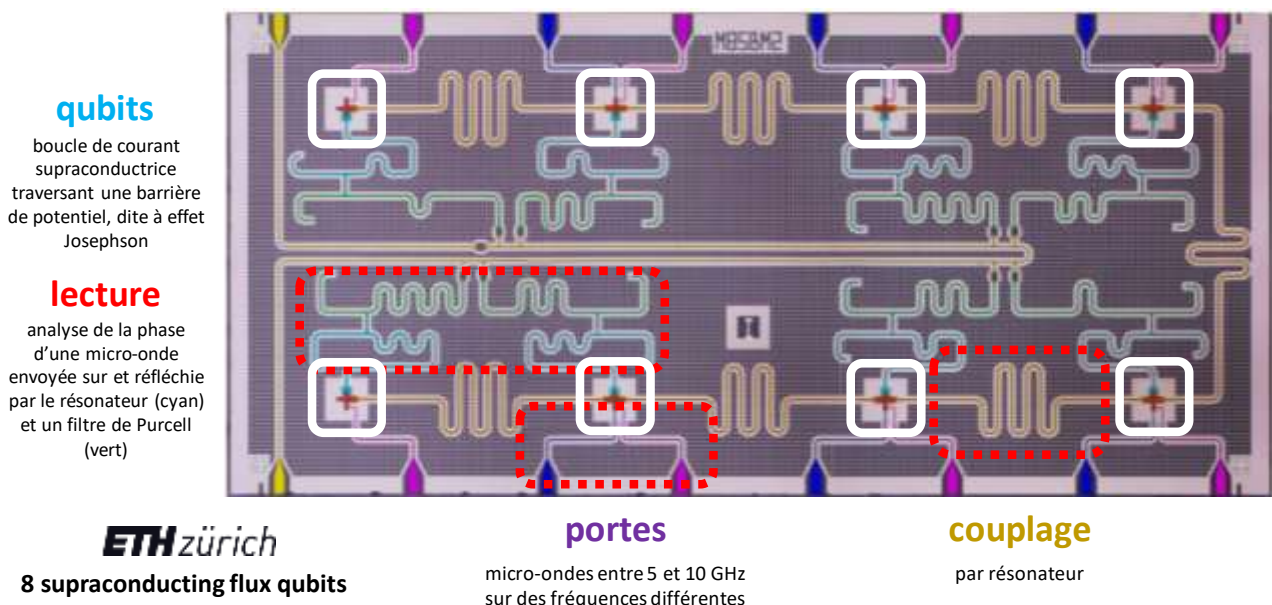 qubits
boucle de courant
supraconductrice
traversant une barrière
de potentiel, dite à effet
Josephson
lecture
analyse de la phase
d'une micro-onde
envoyée sur et réfléchie
par le résonateur (cyan)
et un filtre de Purcell
(vert)
ETH zürich
8 supraconducting flux qubits
portes
micro-ondes entre 5 et 10 GHz
sur des fréquences différentes
couplage
par résonateur